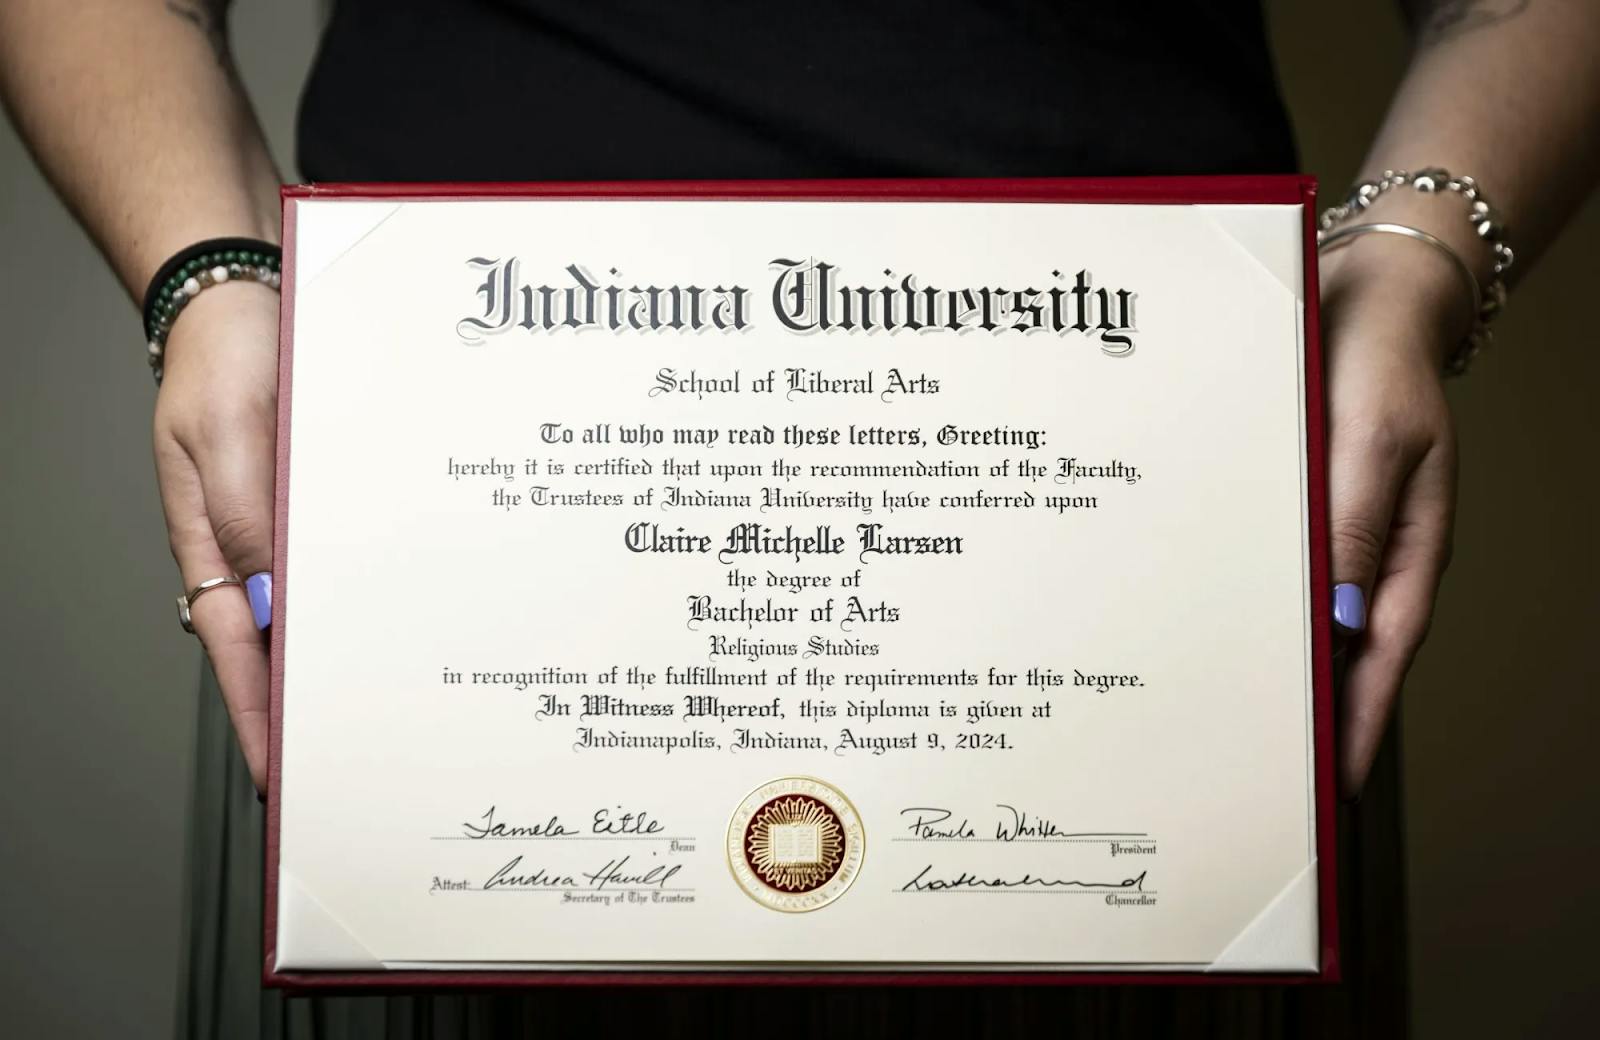 Indiana University
School of Liberal Arts
To all who may read these letters, Greeting:
hereby it is certified that upon the recommendation of the Faculty,
the Trustees of Indiana University have conferred upon
Claire Michelle Larsen
the degree of
Bachelor of Arts
Religious Studies
in recognition of the fulfillment of the requirements for this degree.
In Witness Whereof, this diploma is given at
Indianapolis, Indiana, August 9, 2024.
Tamela Eitle
Dean
Pamela Whitten
President
Attest: Andrea Havill
Secretary of The Trustees
Chancellor